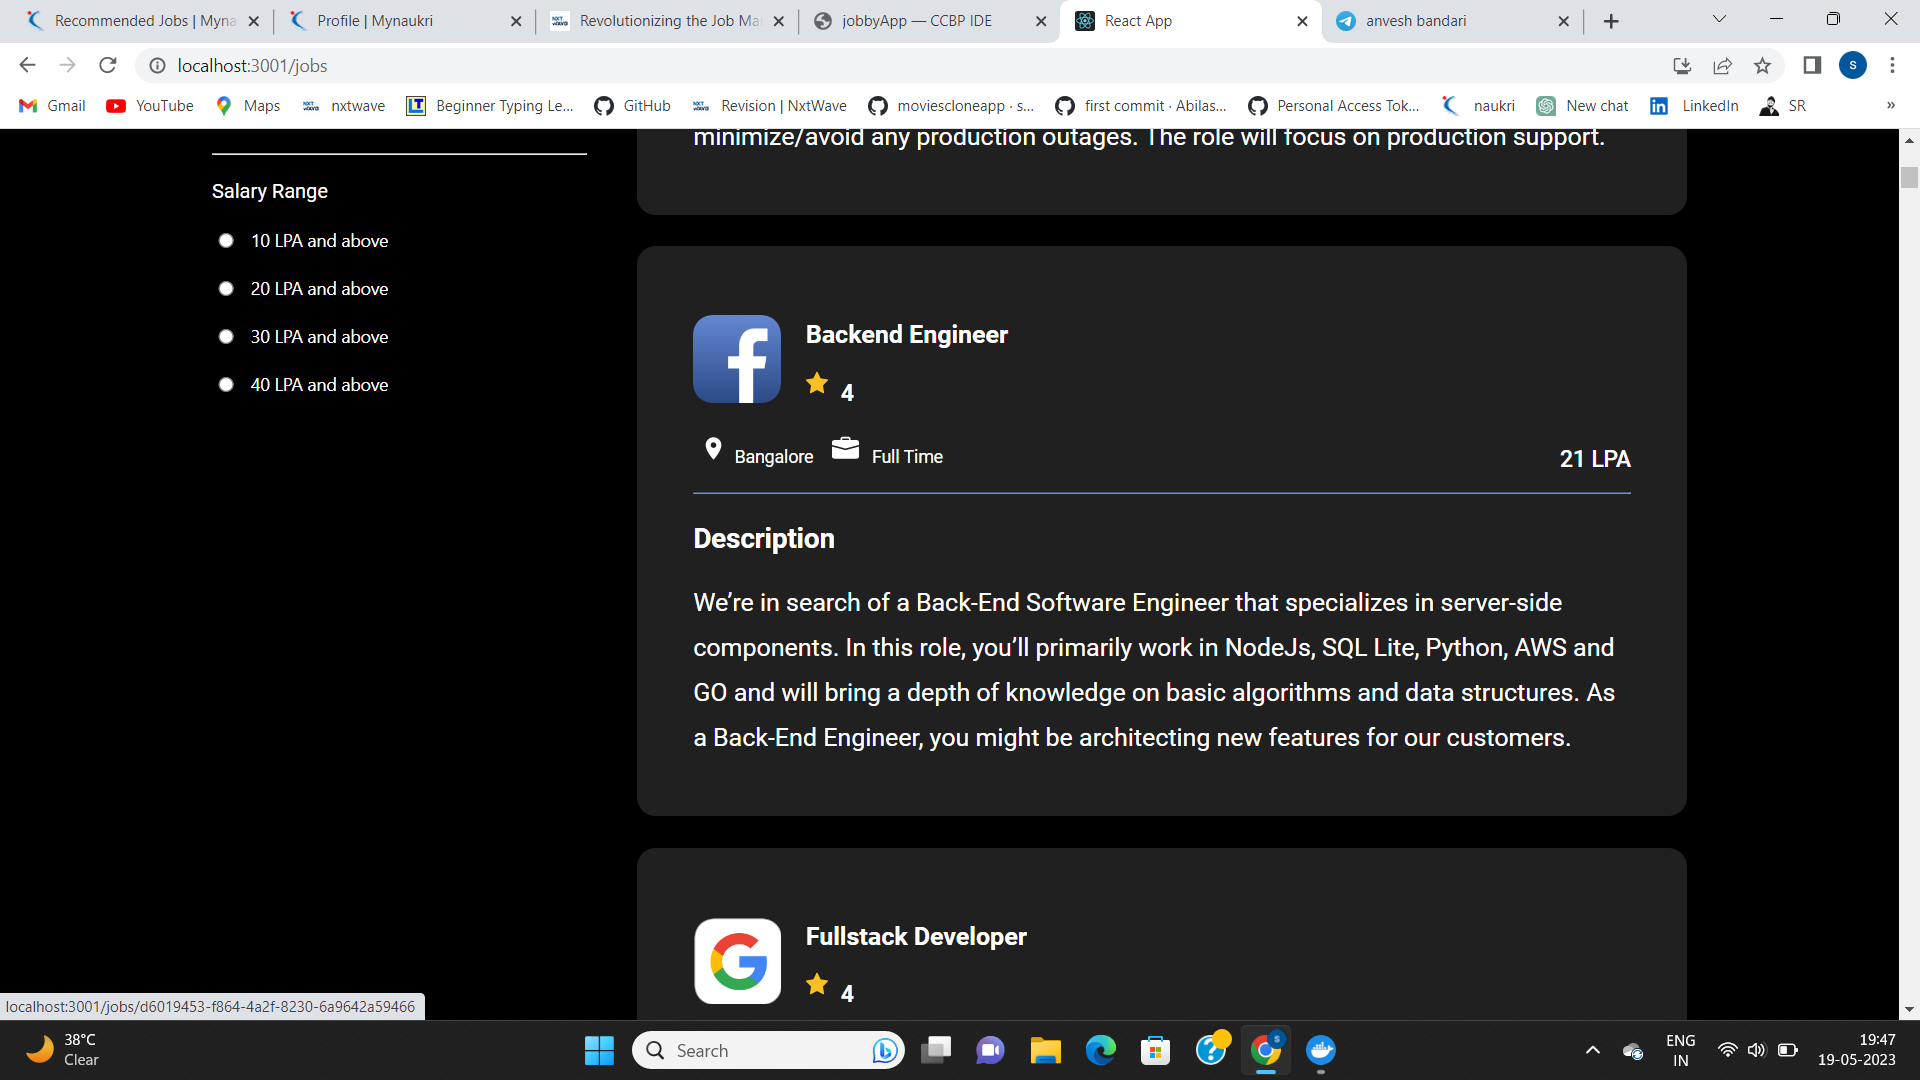 Recommended Jobs | Myna
Profile | Mynaukri
Revolutionizing the Job Ma
jobbyApp — CCBP IDE
React App
anvesh bandari
localhost:3001/jobs
S
Gmail
YouTube
Maps
nxtwave
Beginner Typing Le...
GitHub
Revision | NxtWave
moviescloneapp · s...
first commit · Abilas...
Personal Access Tok...
naukri
New chat
LinkedIn
SR
»
minimize/avoid any production outages. The role will focus on production support.
Salary Range
10 LPA and above
20 LPA and above
30 LPA and above
40 LPA and above
Backend Engineer
4
Bangalore
Full Time
21 LPA
Description
We’re in search of a Back-End Software Engineer that specializes in server-side
components. In this role, you’ll primarily work in NodeJs, SQL Lite, Python, AWS and
GO and will bring a depth of knowledge on basic algorithms and data structures. As
a Back-End Engineer, you might be architecting new features for our customers.
Fullstack Developer
4
localhost:3001/jobs/d6019453-f864-4a2f-8230-6a9642a59466
38°C
Clear
Search
ENG
IN
19:47
19-05-2023